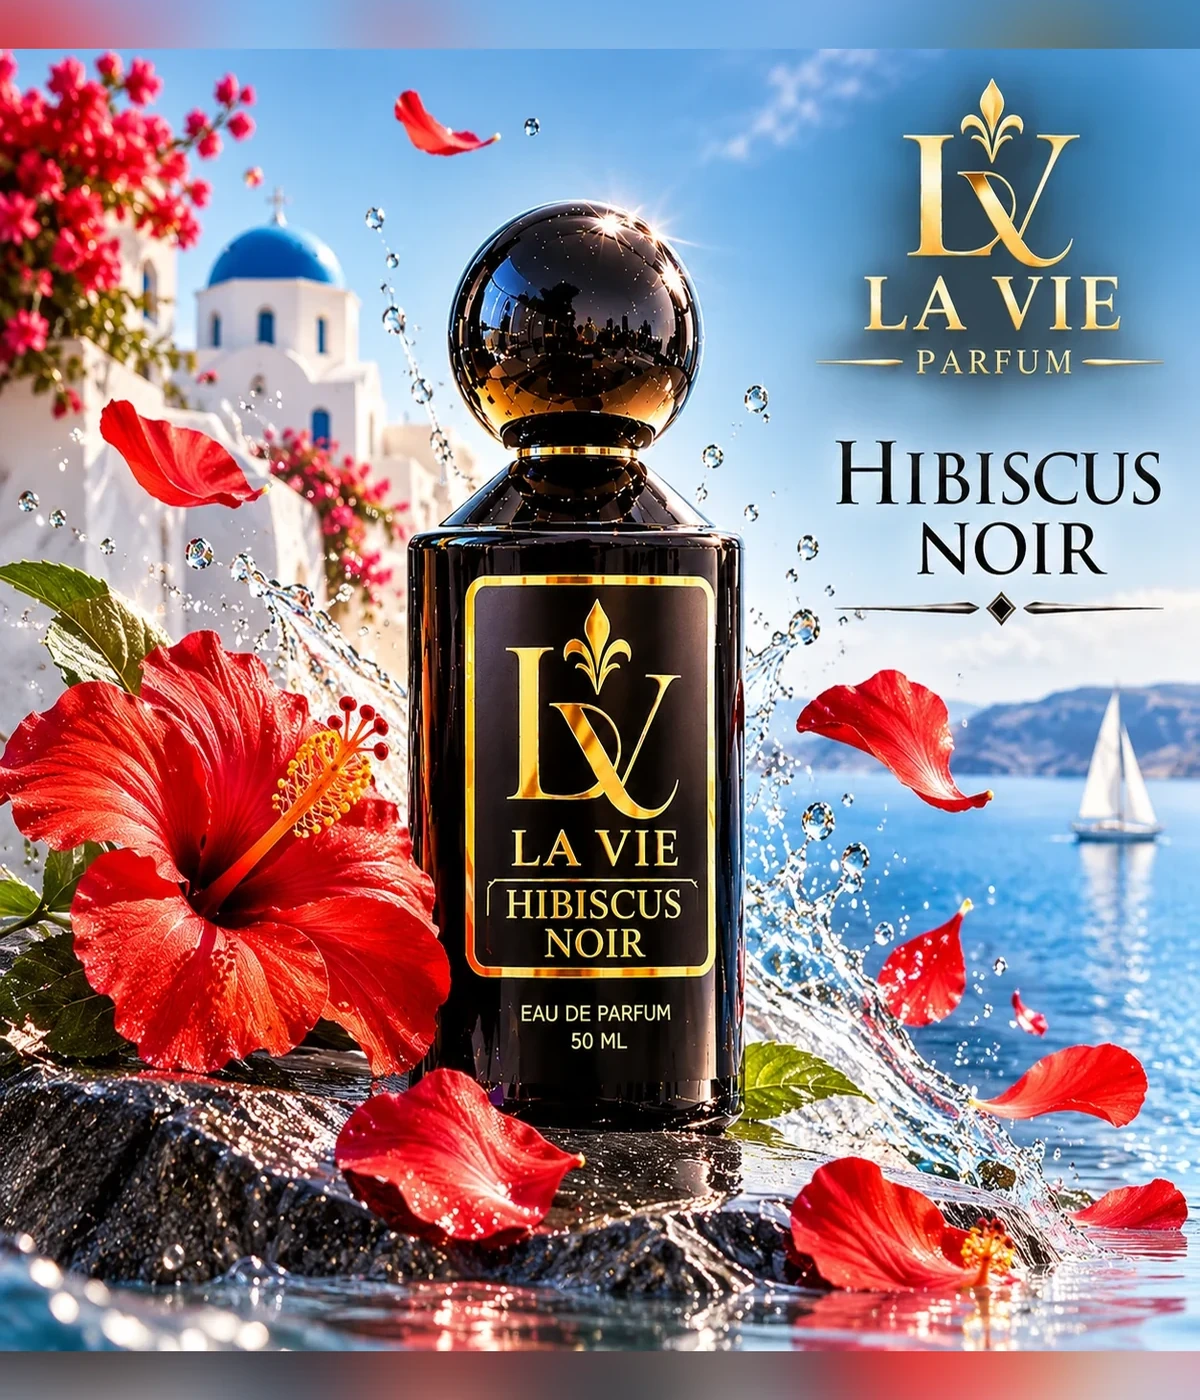 LV
LA VIE
PARFUM
HIBISCUS
NOIR
LV
LA VIE
HIBISCUS
NOIR
EAU DE PARFUM
50 ML